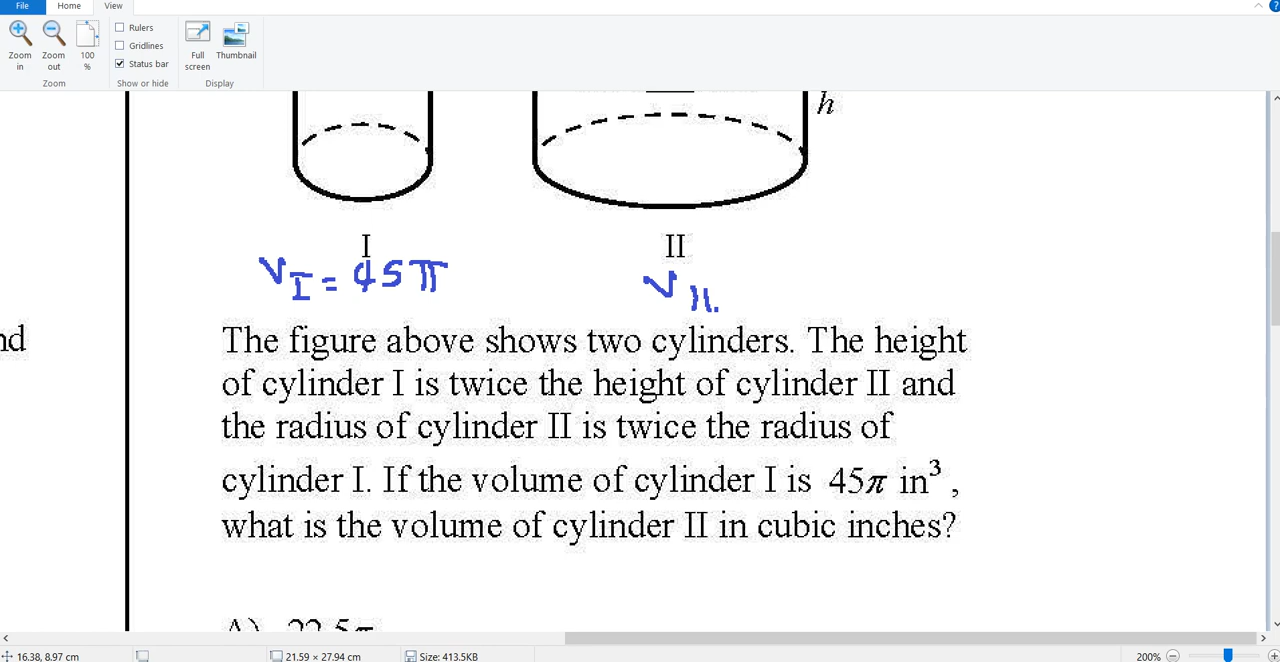 File Home View
Zoom in Zoom out 100 % Rulers Gridlines Status bar Full screen Thumbnail
Zoom Show or hide Display
h
I II
V I = 45 π V II.
nd
The figure above shows two cylinders. The height
of cylinder I is twice the height of cylinder II and
the radius of cylinder II is twice the radius of
cylinder I. If the volume of cylinder I is 45π in³,
what is the volume of cylinder II in cubic inches?
A) 22.5π
16.38, 8.97 cm 21.59 × 27.94 cm Size: 413.5KB 200%